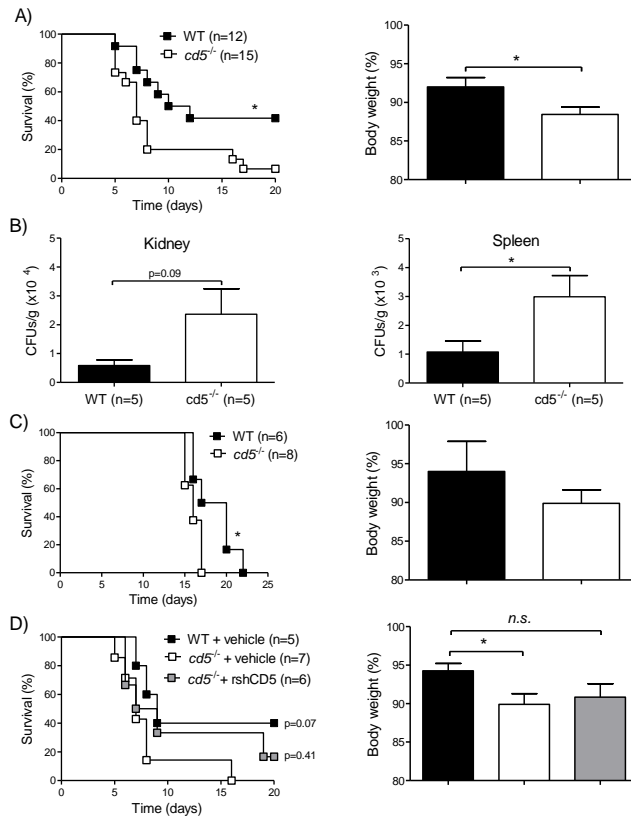 A)
WT (n=12)
cd5-/- (n=15)
Survival (%)
100
80
60
40
20
0
*
0 5 10 15 20
Time (days)
Body weight (%)
100
95
90
85
80
*
B)
Kidney
CFUs/g (x10 4)
5
4
3
2
1
0
p=0.09
WT (n=5) cd5-/- (n=5)
Spleen
CFUs/g (x10 3)
5
4
3
2
1
0
*
WT (n=5) cd5-/- (n=5)
C)
WT (n=6)
cd5-/- (n=8)
Survival (%)
100
80
60
40
20
0
*
0 5 10 15 20 25
Time (days)
Body weight (%)
100
95
90
85
80
D)
WT + vehicle (n=5)
cd5-/- + vehicle (n=7)
cd5-/- + rshCD5 (n=6)
Survival (%)
100
80
60
40
20
0
p=0.07
p=0.41
0 5 10 15 20
Time (days)
Body weight (%)
100
95
90
85
80
n.s.
*